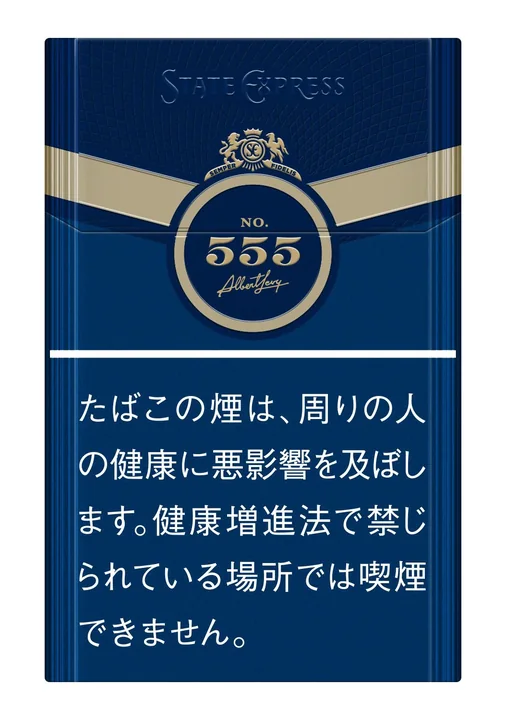 STATE EXPRESS
SE
SEMPER FIDELIS
NO.
555
Albert Levy
たばこの煙は、周りの人
の健康に悪影響を及ぼし
ます。健康増進法で禁じ
られている場所では喫煙
できません。